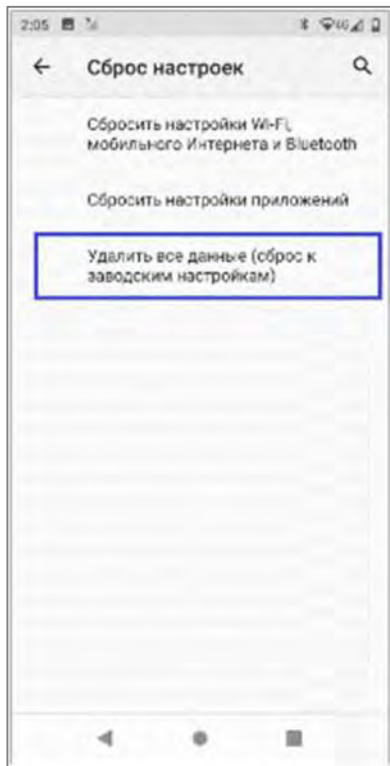 2:05 4G
Сброс настроек
Сбросить настройки Wi-Fi,
мобильного Интернета и Bluetooth
Сбросить настройки приложений
Удалить все данные (сброс к
заводским настройкам)